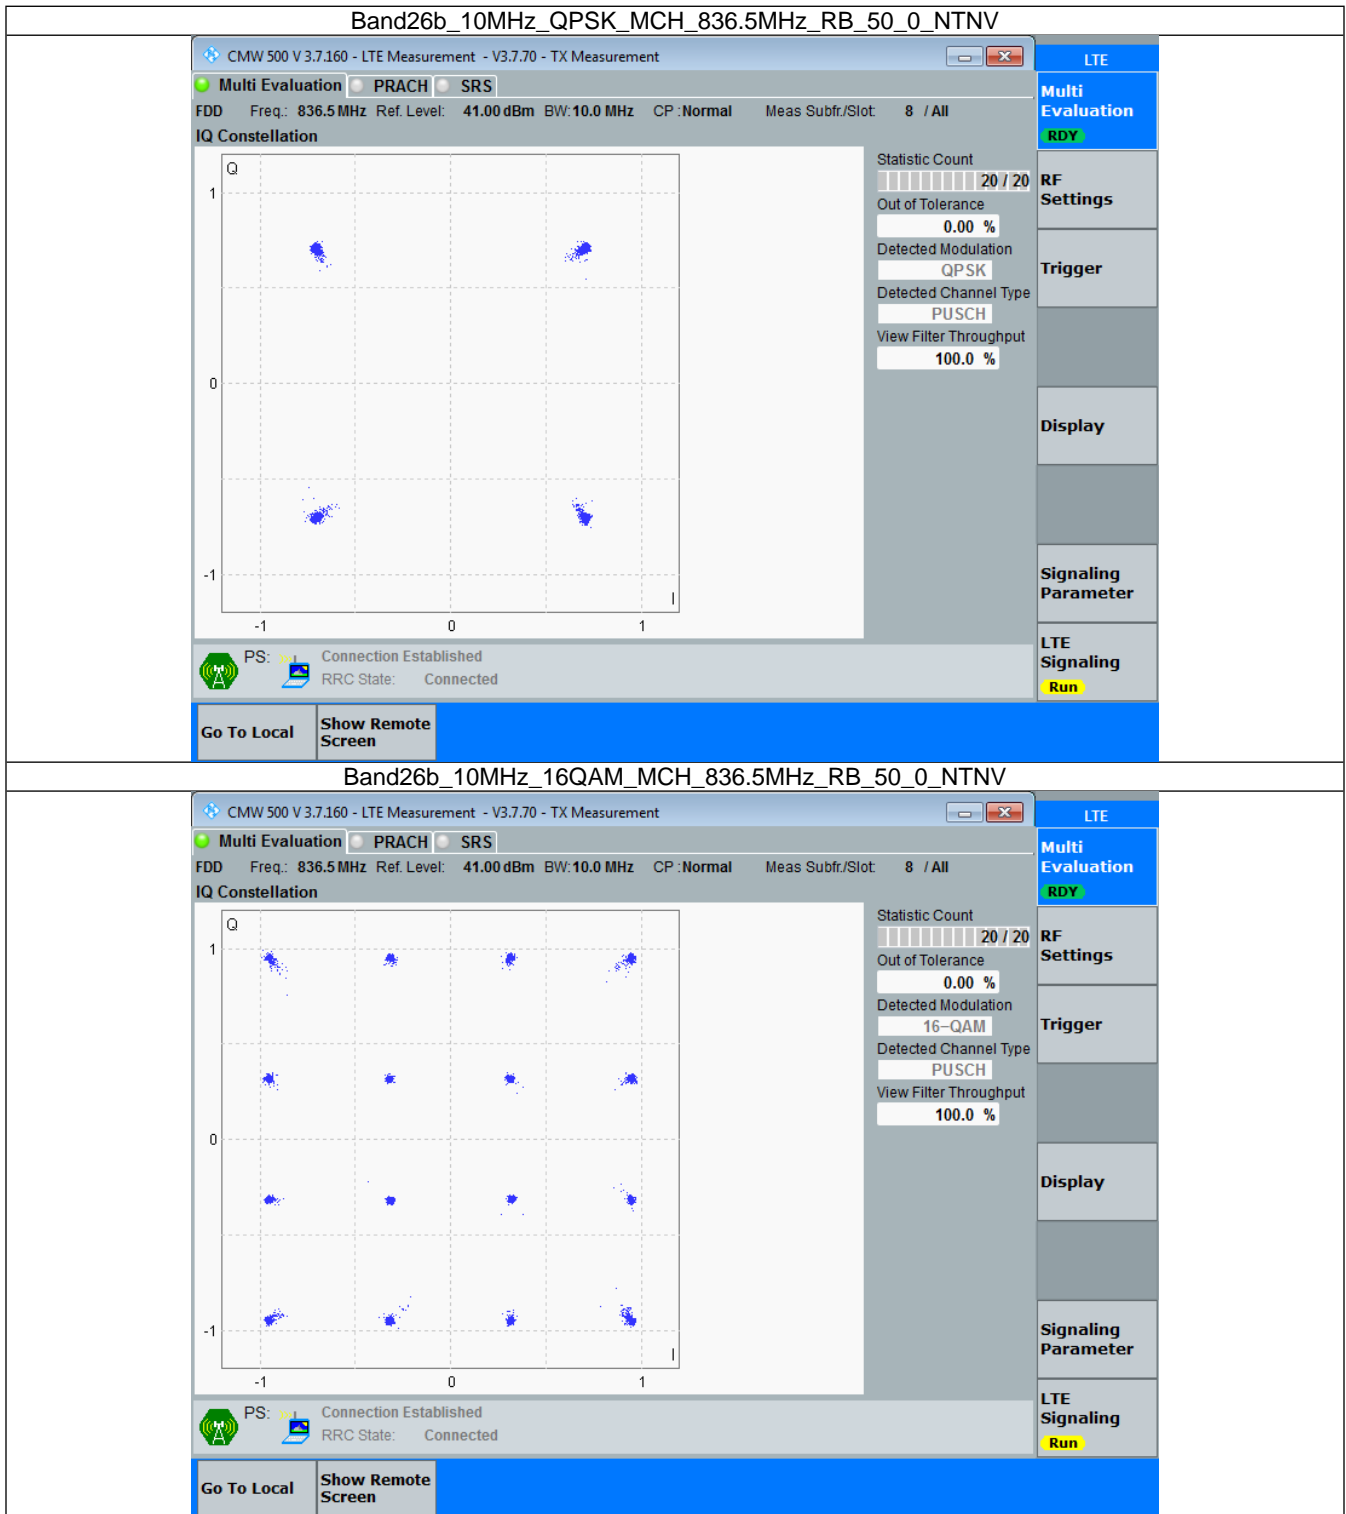 Band26b_10MHz_QPSK_MCH_836.5MHz_RB_50_0_NTNV
CMW 500 V 3.7.160 - LTE Measurement - V3.7.70 - TX Measurement
LTE
Multi Evaluation PRACH SRS
Multi
Evaluation
RDY
FDD Freq.: 836.5 MHz Ref. Level: 41.00 dBm BW: 10.0 MHz CP : Normal Meas Subfr./Slot: 8 / All
IQ Constellation
Q
1
0
-1
-1 0 1
I
Statistic Count
20 / 20
Out of Tolerance
0.00 %
Detected Modulation
QPSK
Detected Channel Type
PUSCH
View Filter Throughput
100.0 %
RF
Settings
Trigger
Display
Signaling
Parameter
LTE
Signaling
Run
PS: Connection Established
RRC State: Connected
Go To Local
Show Remote
Screen
Band26b_10MHz_16QAM_MCH_836.5MHz_RB_50_0_NTNV
CMW 500 V 3.7.160 - LTE Measurement - V3.7.70 - TX Measurement
LTE
Multi Evaluation PRACH SRS
Multi
Evaluation
RDY
FDD Freq.: 836.5 MHz Ref. Level: 41.00 dBm BW: 10.0 MHz CP : Normal Meas Subfr./Slot: 8 / All
IQ Constellation
Q
1
0
-1
-1 0 1
I
Statistic Count
20 / 20
Out of Tolerance
0.00 %
Detected Modulation
16-QAM
Detected Channel Type
PUSCH
View Filter Throughput
100.0 %
RF
Settings
Trigger
Display
Signaling
Parameter
LTE
Signaling
Run
PS: Connection Established
RRC State: Connected
Go To Local
Show Remote
Screen